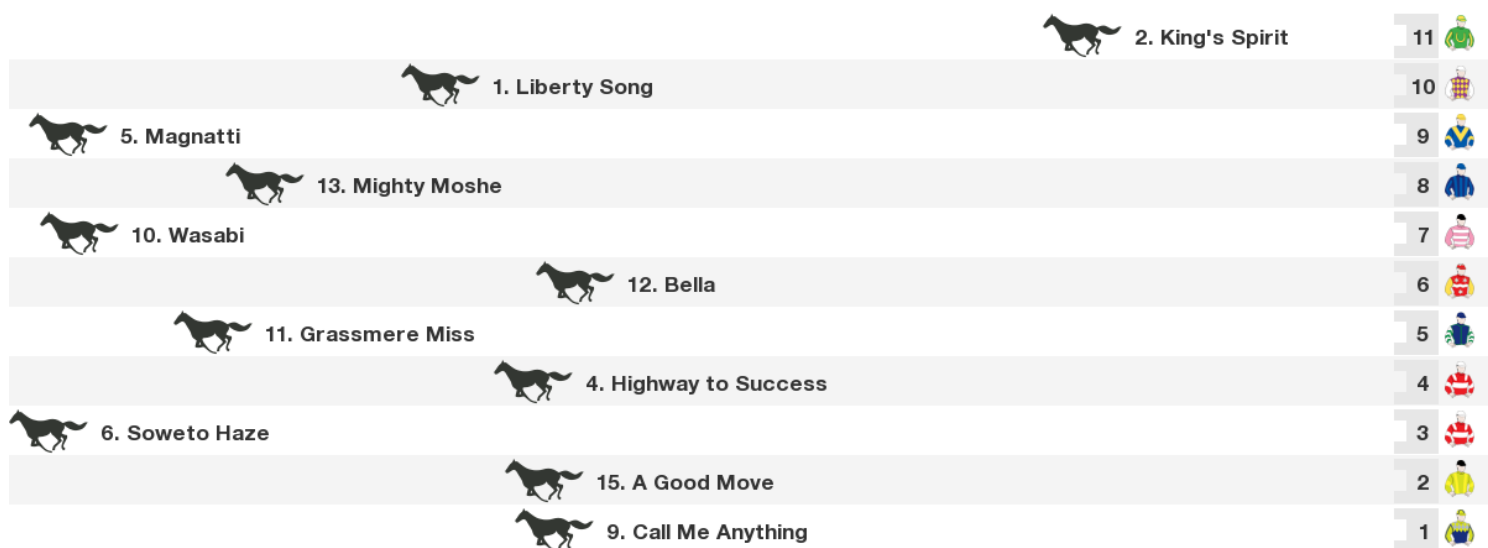 2. King's Spirit 11
1. Liberty Song 10
5. Magnatti 9
13. Mighty Moshe 8
10. Wasabi 7
12. Bella 6
11. Grassmere Miss 5
4. Highway to Success 4
6. Soweto Haze 3
15. A Good Move 2
9. Call Me Anything 1